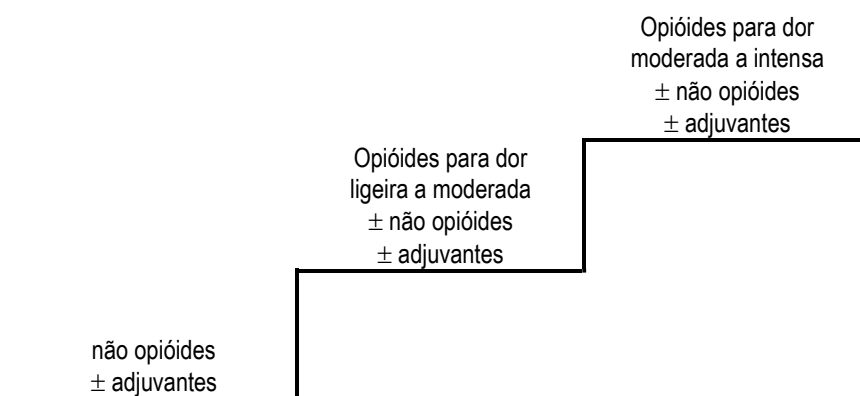 Opióides para dor
moderada a intensa
± não opióides
± adjuvantes
Opióides para dor
ligeira a moderada
± não opióides
± adjuvantes
não opióides
± adjuvantes